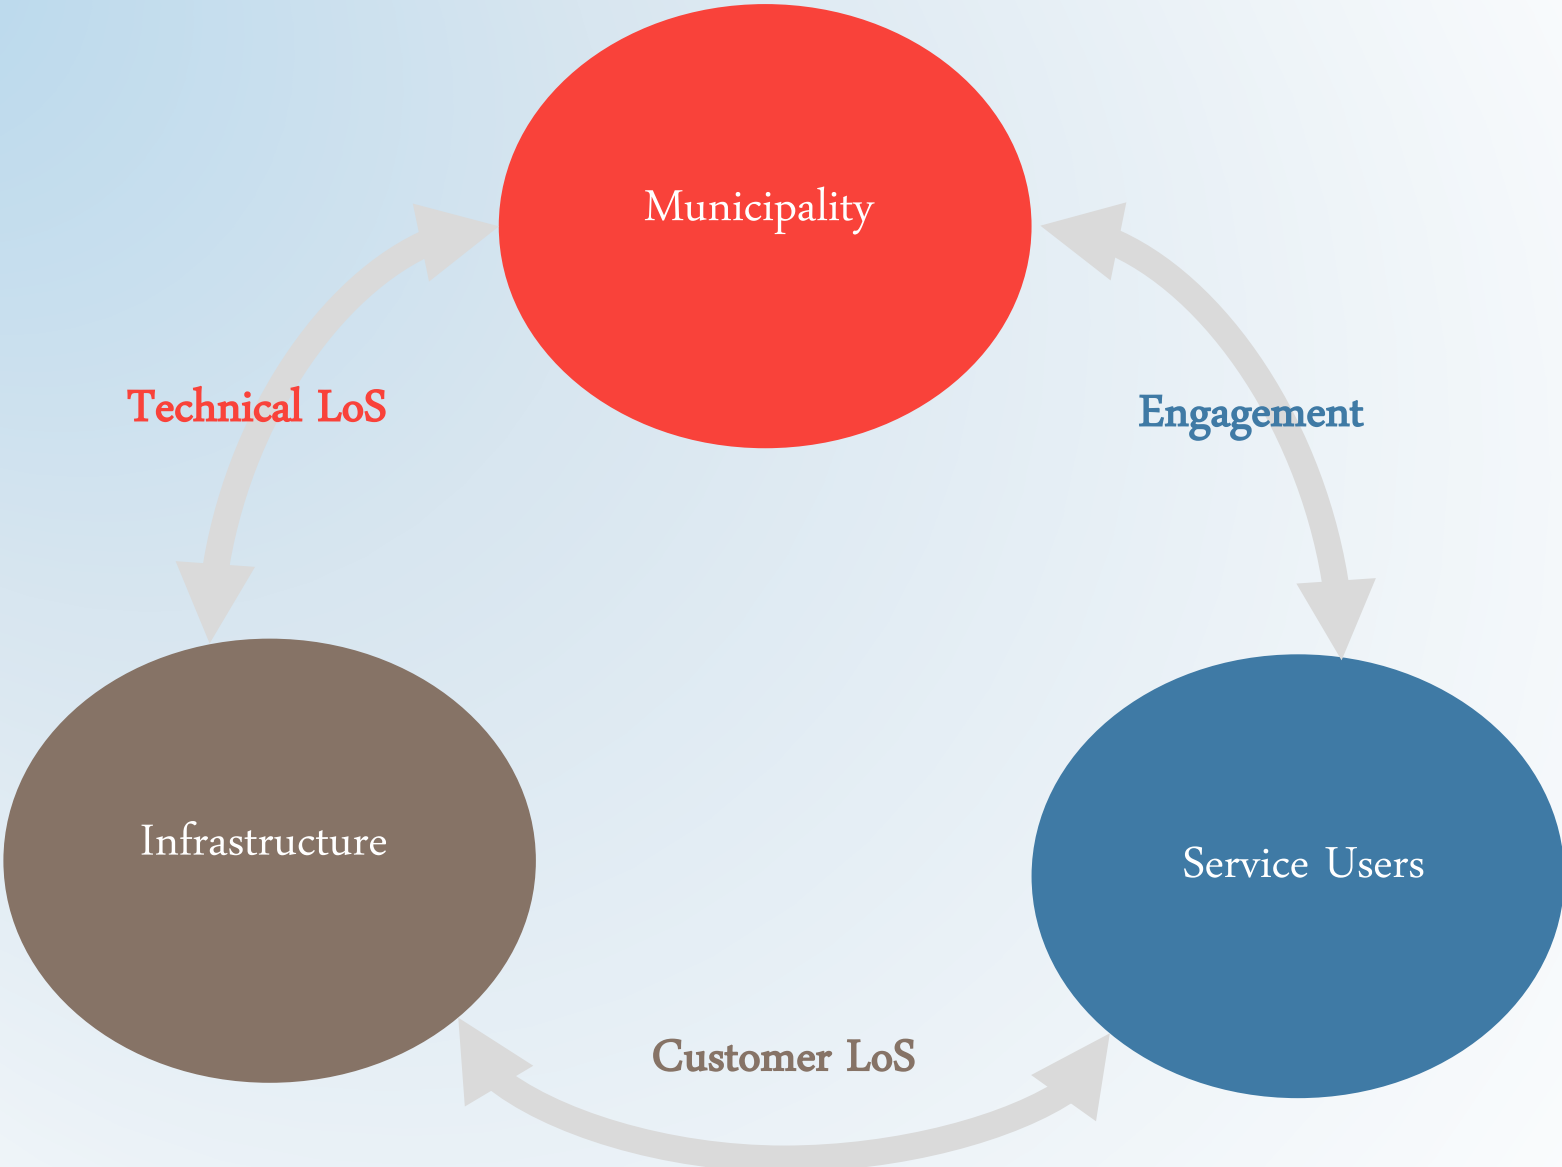 Municipality
Technical LoS
Engagement
Infrastructure
Service Users
Customer LoS